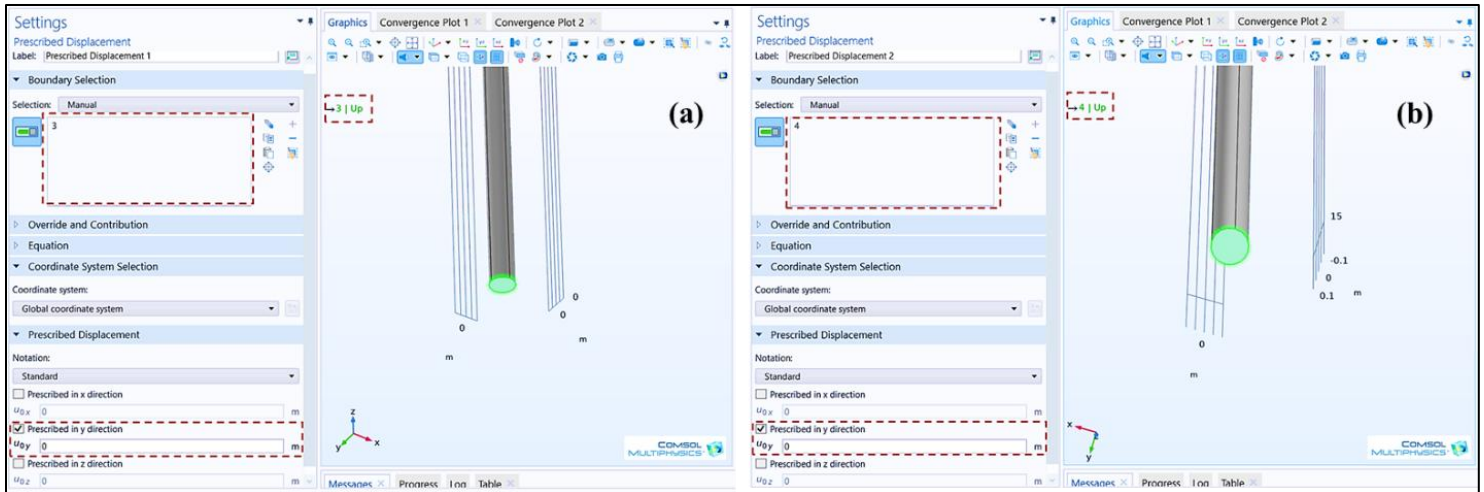 Settings
Prescribed Displacement
Label: Prescribed Displacement 1
Boundary Selection
Selection: Manual
3
Override and Contribution
Equation
Coordinate System Selection
Coordinate system:
Global coordinate system
Prescribed Displacement
Notation:
Standard
Prescribed in x direction
u0x 0 m
Prescribed in y direction
u0y 0 m
Prescribed in z direction
u0z 0 m
Graphics Convergence Plot 1 Convergence Plot 2
3 | Up
(a)
0
0
0
m
m
z
y x
COMSOL
MULTIPHYSICS
Messages Progress Log Table
Settings
Prescribed Displacement
Label: Prescribed Displacement 2
Boundary Selection
Selection: Manual
4
Override and Contribution
Equation
Coordinate System Selection
Coordinate system:
Global coordinate system
Prescribed Displacement
Notation:
Standard
Prescribed in x direction
u0x 0 m
Prescribed in y direction
u0y 0 m
Prescribed in z direction
u0z 0 m
Graphics Convergence Plot 1 Convergence Plot 2
4 | Up
(b)
15
-0.1
0
0.1 m
0
m
x z
y
COMSOL
MULTIPHYSICS
Messages Progress Log Table